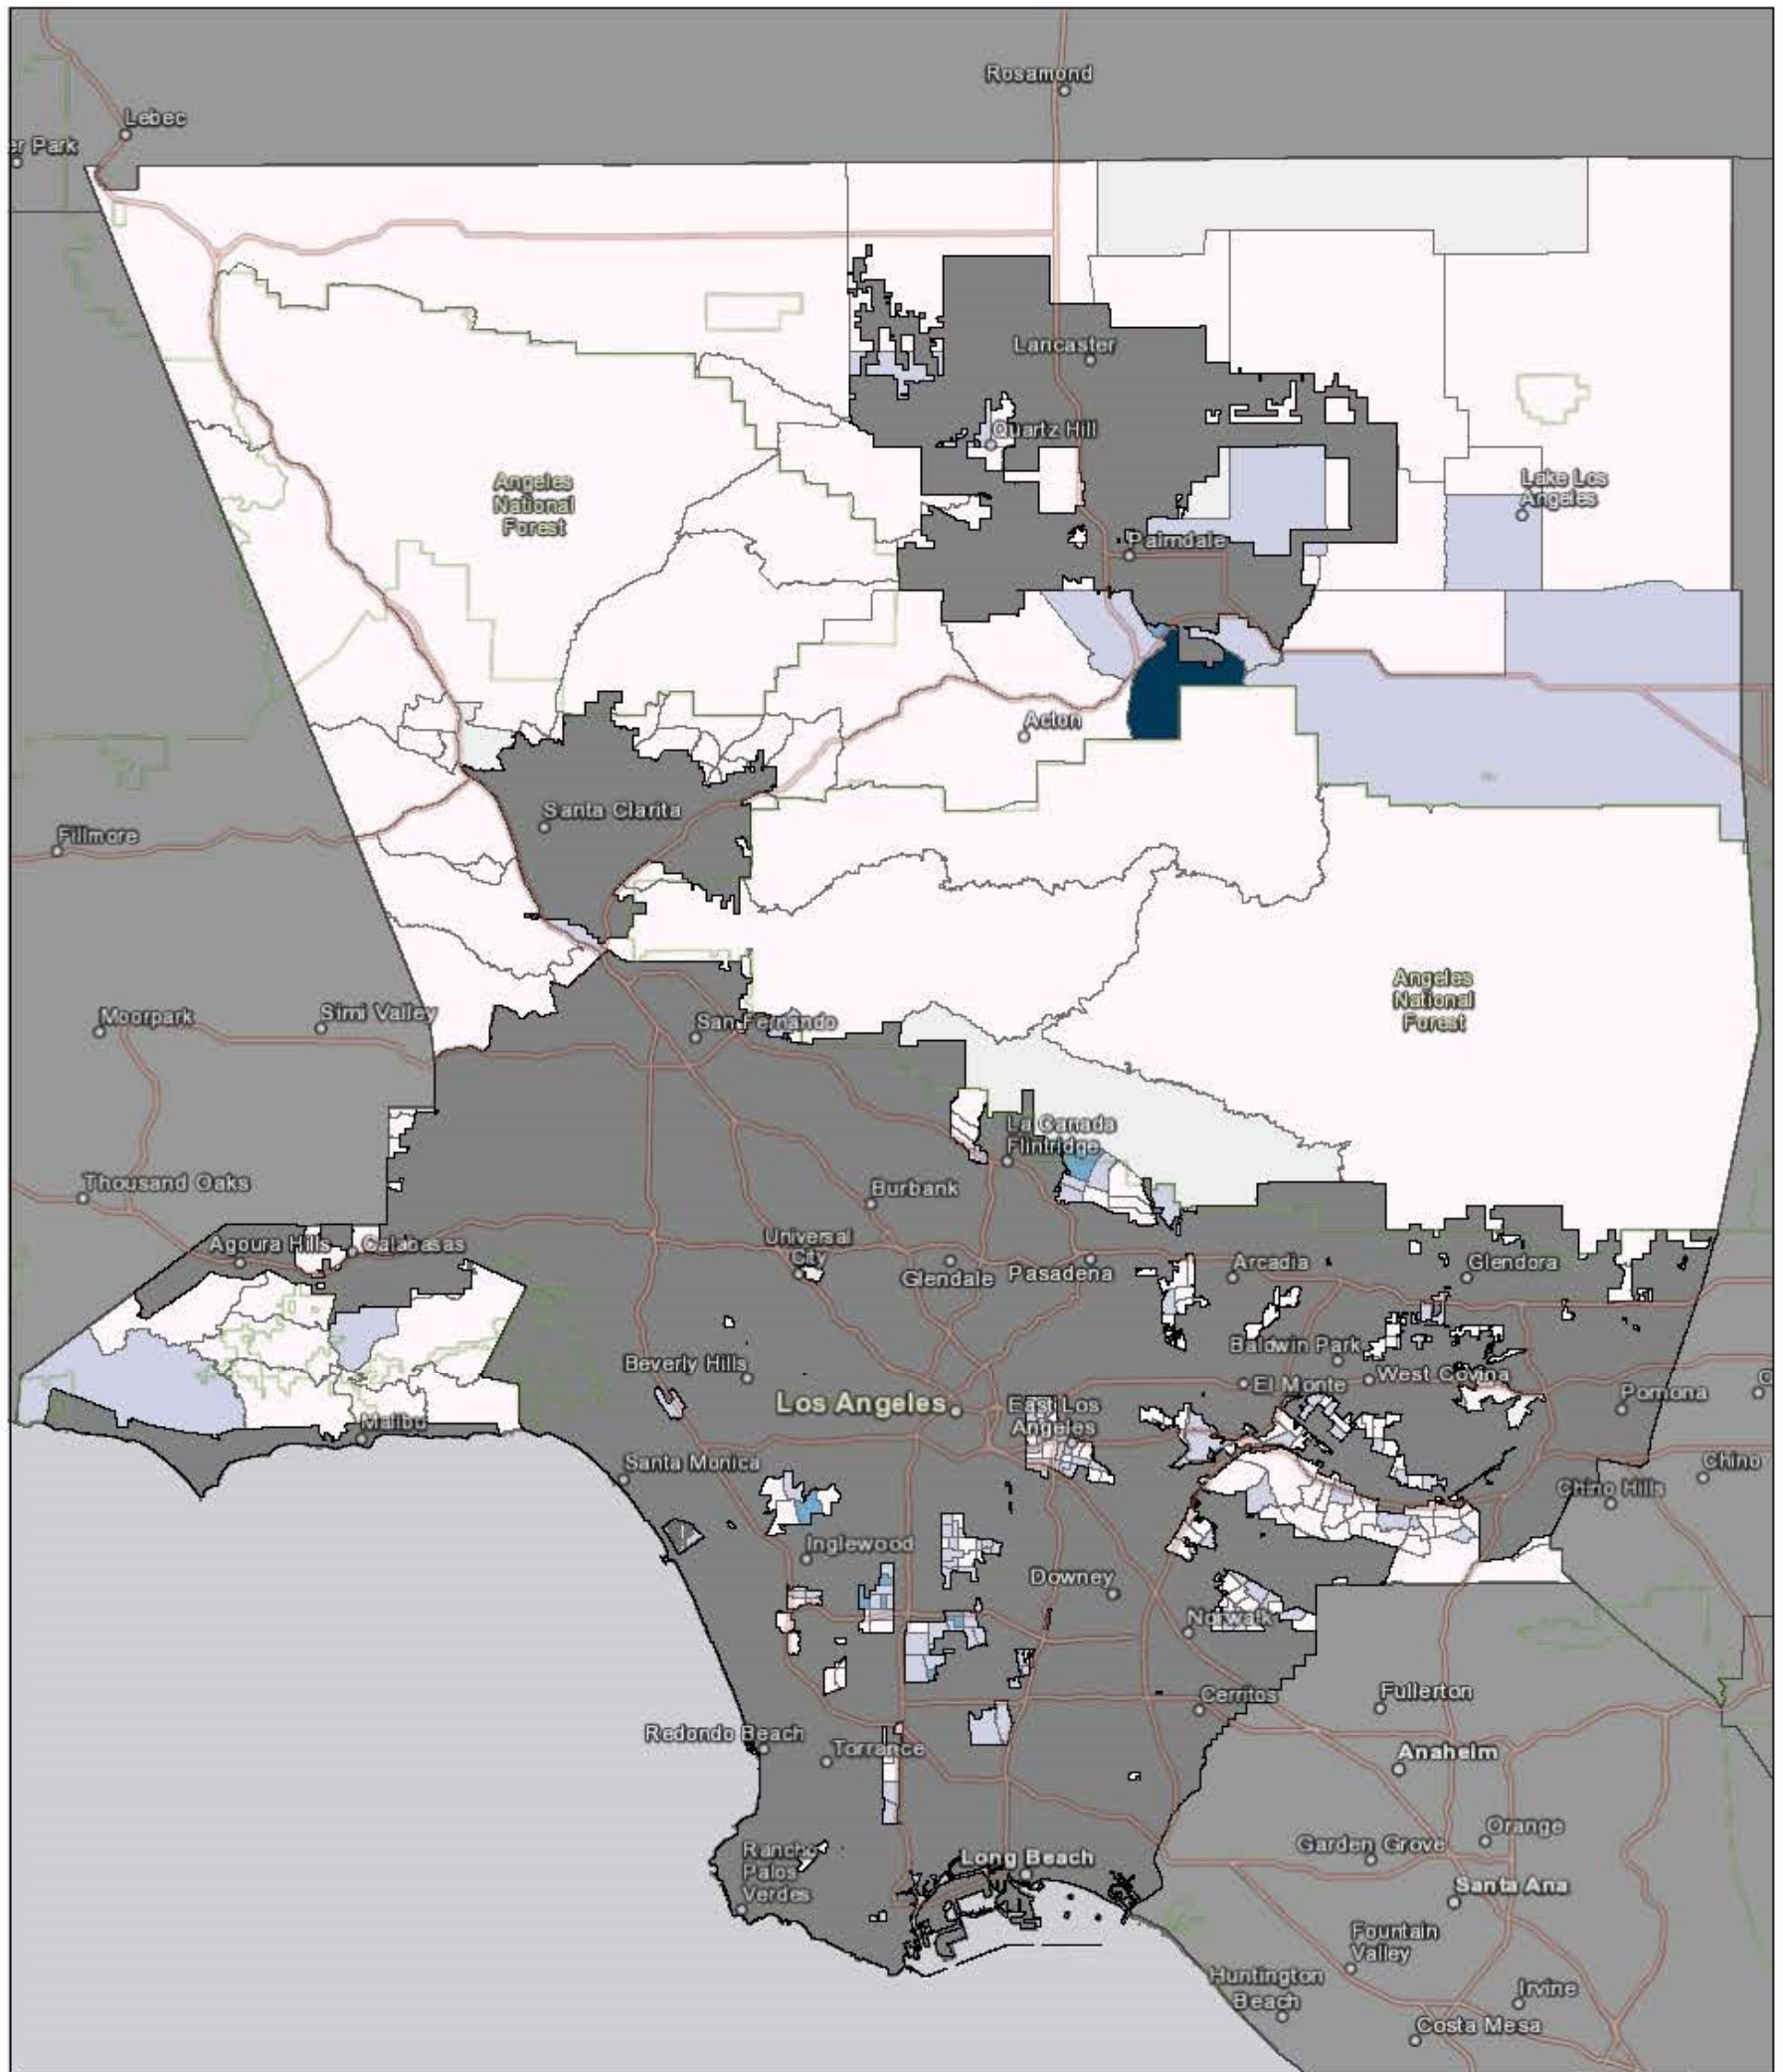 Rosamond
Lebec
er Park
Lancaster
Quartz Hill
Lake Los
Angeles
Angeles
National
Forest
Palmdale
Acton
Santa Clarita
Fillmore
Angeles
National
Forest
Moorpark
Simi Valley
San Fernando
La Canada
Flintridge
Thousand Oaks
Burbank
Agoura Hills
Calabasas
Universal
City
Glendale
Pasadena
Arcadia
Glendora
Baldwin Park
Beverly Hills
El Monte
West Covina
Los Angeles
East Los
Angeles
Pomona
Malibu
Santa Monica
Chino
Chino Hills
Inglewood
Downey
Norwalk
Cerritos
Fullerton
Redondo Beach
Torrance
Anaheim
Orange
Garden Grove
Rancho
Palos
Verdes
Long Beach
Santa Ana
Fountain
Valley
Huntington
Beach
Irvine
Costa Mesa